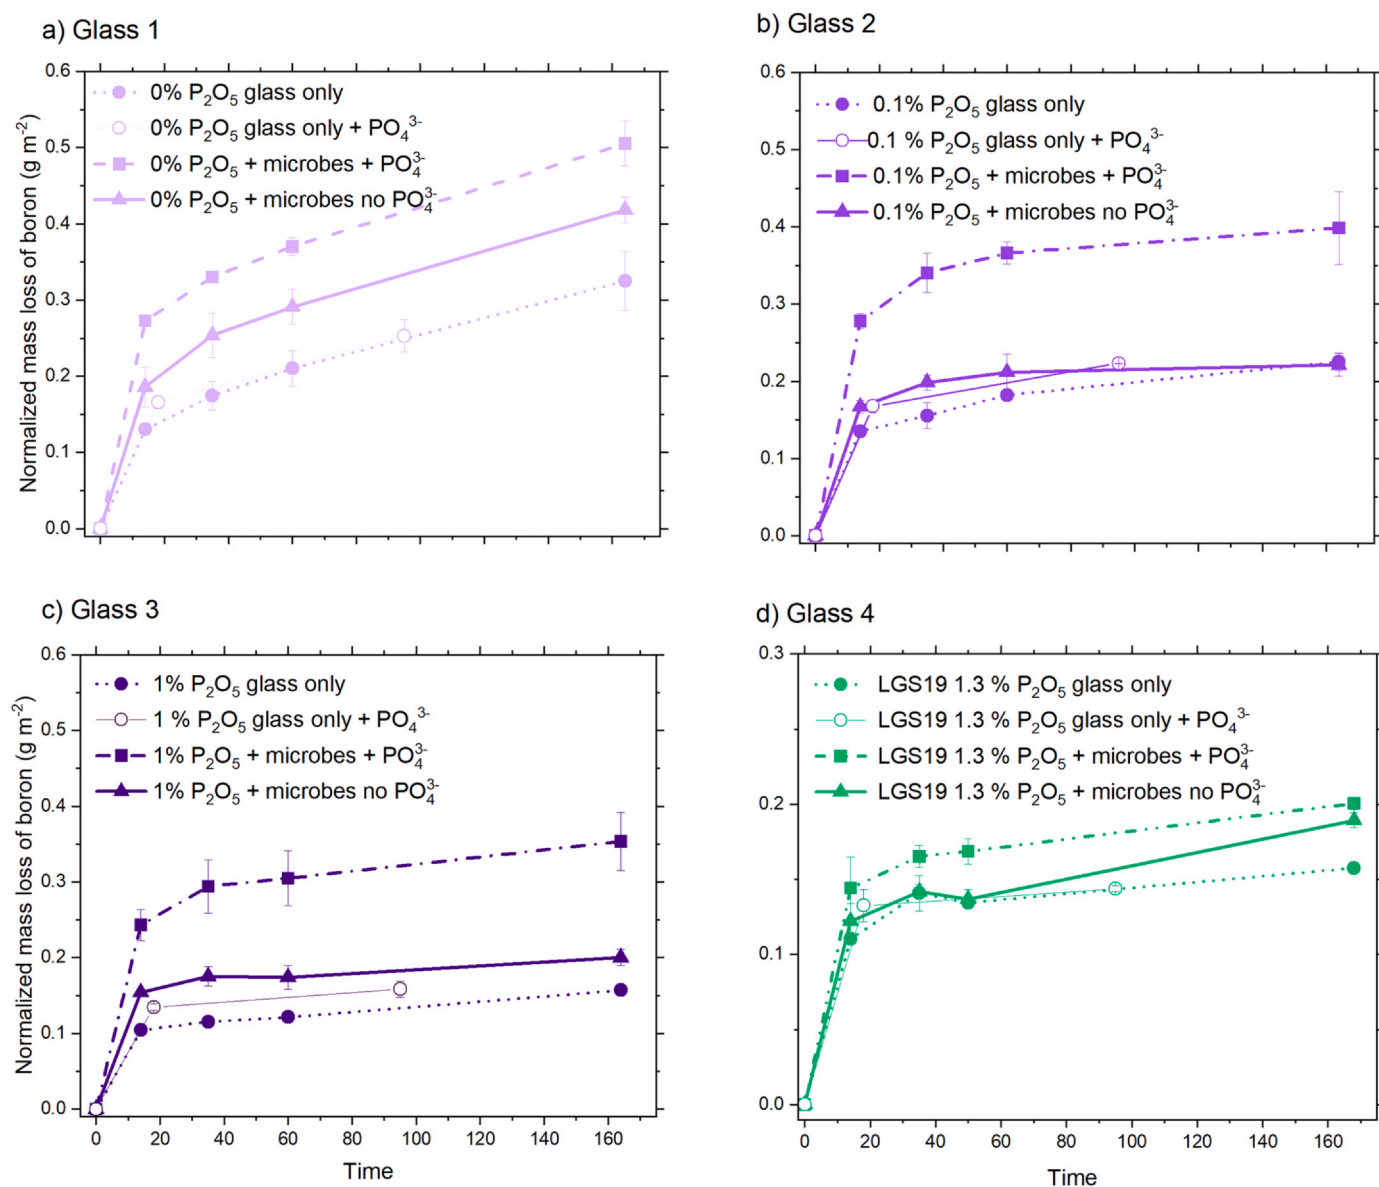 a) Glass 1
0.6
0.5
0.4
0.3
0.2
0.1
0.0
Normalized mass loss of boron (g m⁻²)
0% P₂O₅ glass only
0% P₂O₅ glass only + PO₄³⁻
0% P₂O₅ + microbes + PO₄³⁻
0% P₂O₅ + microbes no PO₄³⁻
b) Glass 2
0.6
0.5
0.4
0.3
0.2
0.1
0.0
0.1% P₂O₅ glass only
0.1 % P₂O₅ glass only + PO₄³⁻
0.1% P₂O₅ + microbes + PO₄³⁻
0.1% P₂O₅ + microbes no PO₄³⁻
c) Glass 3
0.6
0.5
0.4
0.3
0.2
0.1
0.0
Normalized mass loss of boron (g m⁻²)
1% P₂O₅ glass only
1 % P₂O₅ glass only + PO₄³⁻
1% P₂O₅ + microbes + PO₄³⁻
1% P₂O₅ + microbes no PO₄³⁻
0 20 40 60 80 100 120 140 160
Time
d) Glass 4
0.3
0.2
0.1
0.0
LGS19 1.3 % P₂O₅ glass only
LGS19 1.3 % P₂O₅ glass only + PO₄³⁻
LGS19 1.3 % P₂O₅ + microbes + PO₄³⁻
LGS19 1.3 % P₂O₅ + microbes no PO₄³⁻
0 20 40 60 80 100 120 140 160
Time